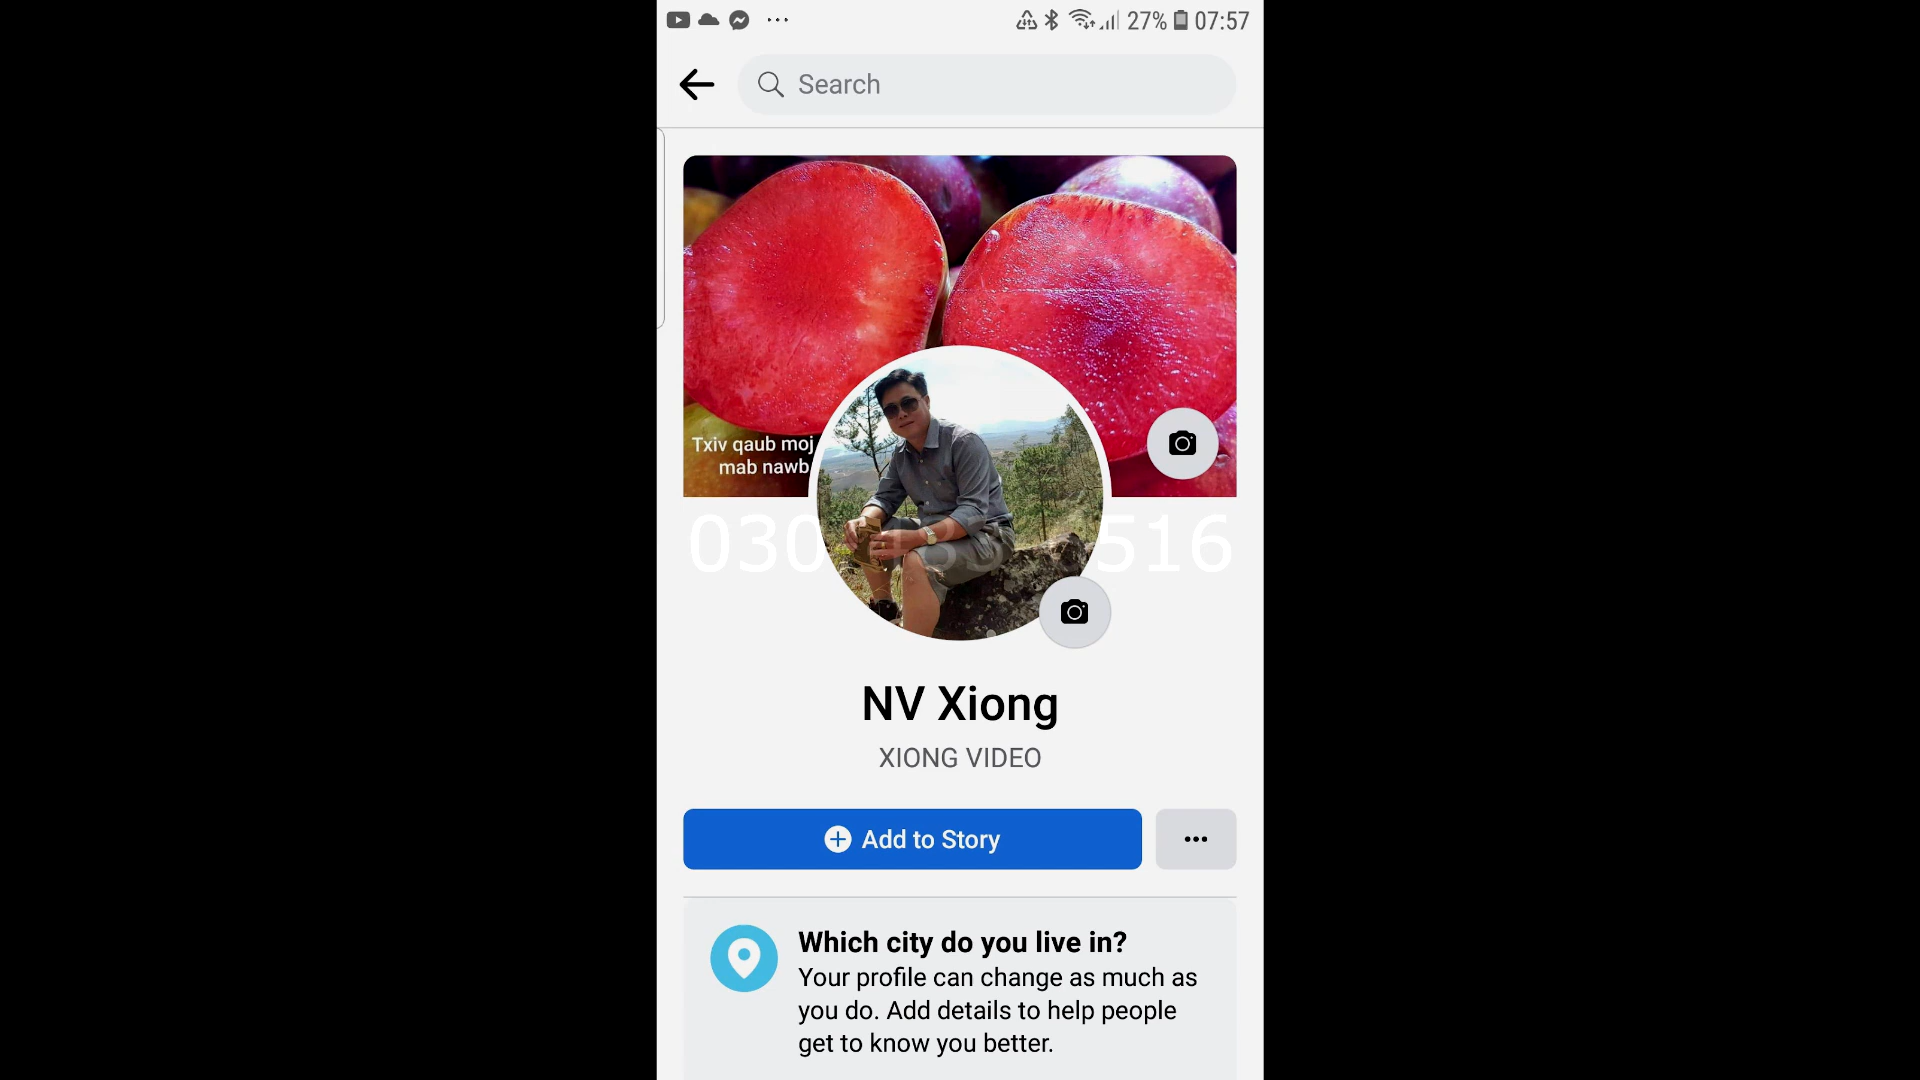 27% 07:57
Search
Txiv qaub moj
mab nawb
NV Xiong
XIONG VIDEO
Add to Story
Which city do you live in?
Your profile can change as much as
you do. Add details to help people
get to know you better.